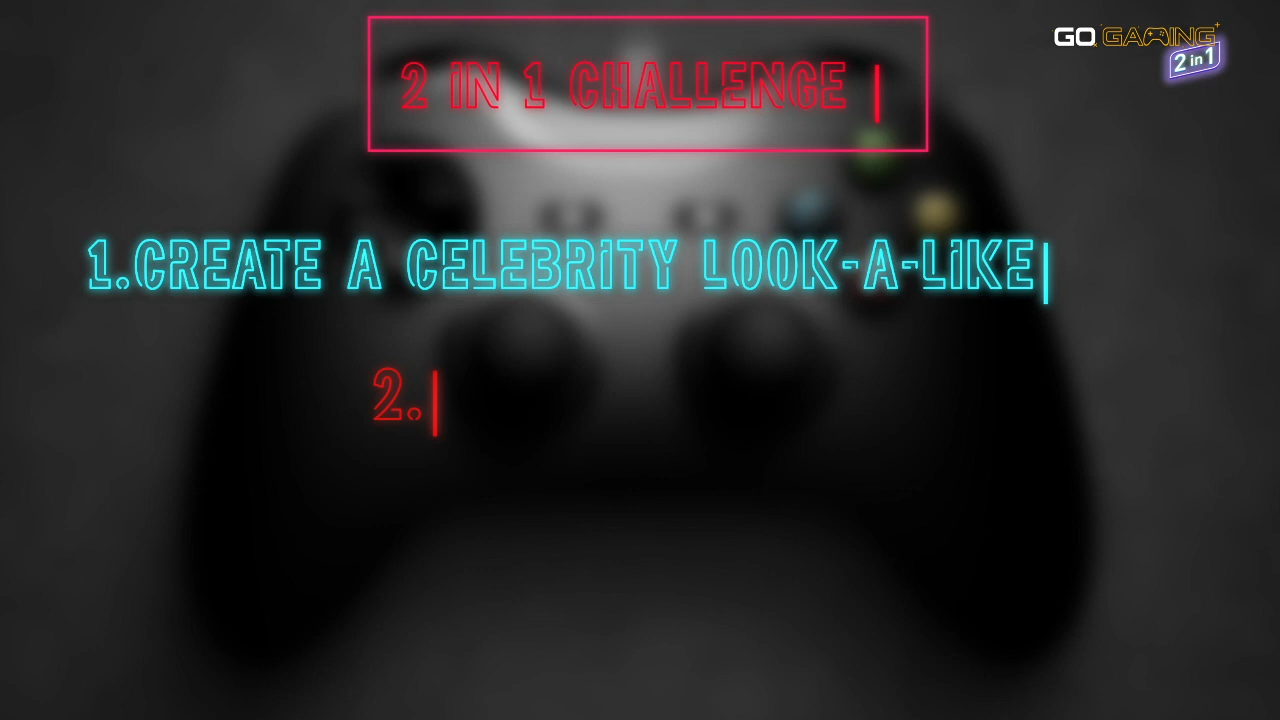 GO GAMING
2 in 1
2 IN 1 CHALLENGE |
1.CREATE A CELEBRITY LOOK-A-LIKE|
2.|